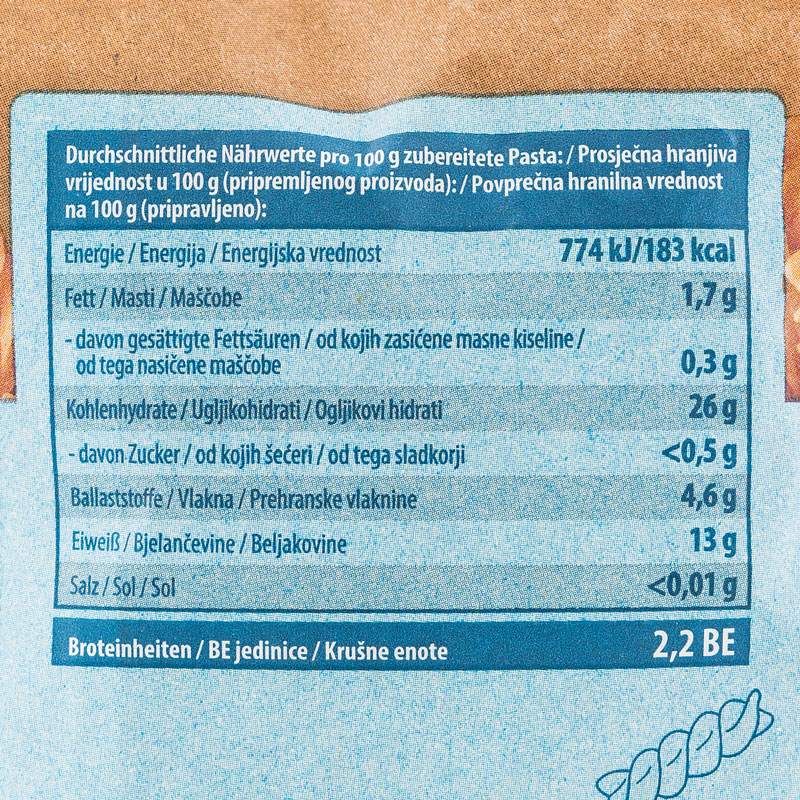 Durchschnittliche Nährwerte pro 100 g zubereitete Pasta: / Prosječna hranjiva
vrijednost u 100 g (pripremljenog proizvoda): / Povprečna hranilna vrednost
na 100 g (pripravljeno):
Energie / Energija / Energijska vrednost 774 kJ/183 kcal
Fett / Masti / Maščobe 1,7 g
- davon gesättigte Fettsäuren / od kojih zasićene masne kiseline /
od tega nasičene maščobe 0,3 g
Kohlenhydrate / Ugljikohidrati / Ogljikovi hidrati 26 g
- davon Zucker / od kojih šećeri / od tega sladkorji <0,5 g
Ballaststoffe / Vlakna / Prehranske vlaknine 4,6 g
Eiweiß / Bjelančevine / Beljakovine 13 g
Salz / Sol / Sol <0,01 g
Broteinheiten / BE jedinice / Krušne enote 2,2 BE